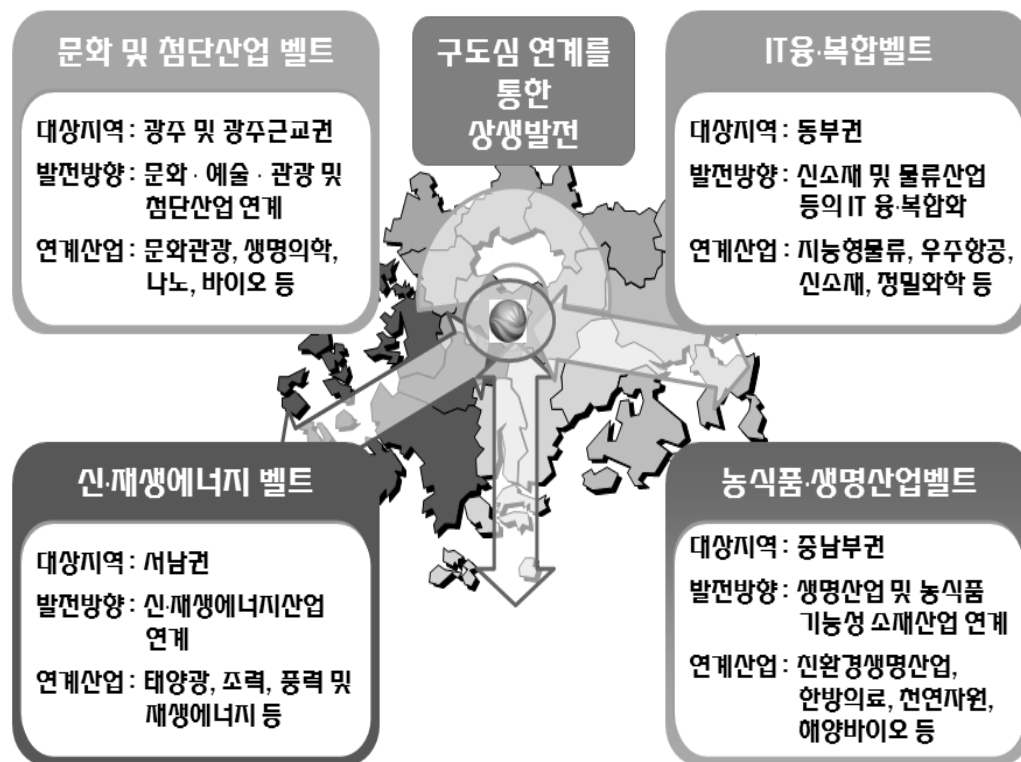 문화 및 첨단산업 벨트
대상지역 : 광주 및 광주근교권
발전방향 : 문화 · 예술 · 관광 및
첨단산업 연계
연계산업 : 문화관광, 생명의학,
나노, 바이오 등
구도심 연계를
통한
상생발전
IT융·복합벨트
대상지역 : 동부권
발전방향 : 신소재 및 물류산업
등의 IT 융·복합화
연계산업 : 지능형물류, 우주항공,
신소재, 정밀화학 등
신·재생에너지 벨트
대상지역 : 서남권
발전방향 : 신·재생에너지산업
연계
연계산업 : 태양광, 조력, 풍력 및
재생에너지 등
농식품·생명산업벨트
대상지역 : 중남부권
발전방향 : 생명산업 및 농식품
기능성 소재산업 연계
연계산업 : 친환경생명산업,
한방의료, 천연자원,
해양바이오 등